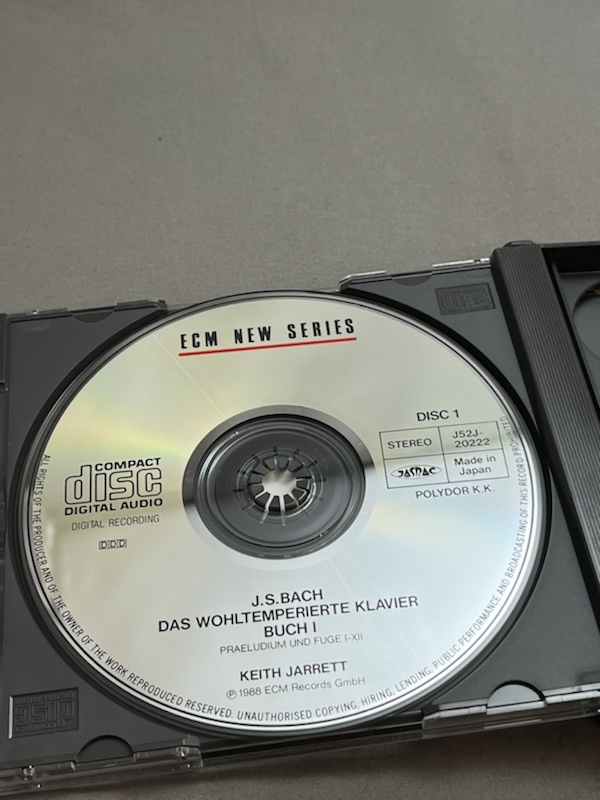 ECM NEW SERIES
DISC 1
STEREO
J52J-
20222
JASRAC
Made in
Japan
POLYDOR K.K.
COMPACT
disc
DIGITAL AUDIO
DIGITAL RECORDING
DDD
J.S.BACH
DAS WOHLTEMPERIERTE KLAVIER
BUCH I
PRAELUDIUM UND FUGE I-XII
KEITH JARRETT
℗ 1988 ECM Records GmbH
ALL RIGHTS OF THE PRODUCER AND OF THE OWNER OF THE WORK REPRODUCED RESERVED. UNAUTHORISED COPYING, HIRING, LENDING, PUBLIC PERFORMANCE AND BROADCASTING OF THIS RECORD PROHIBITED